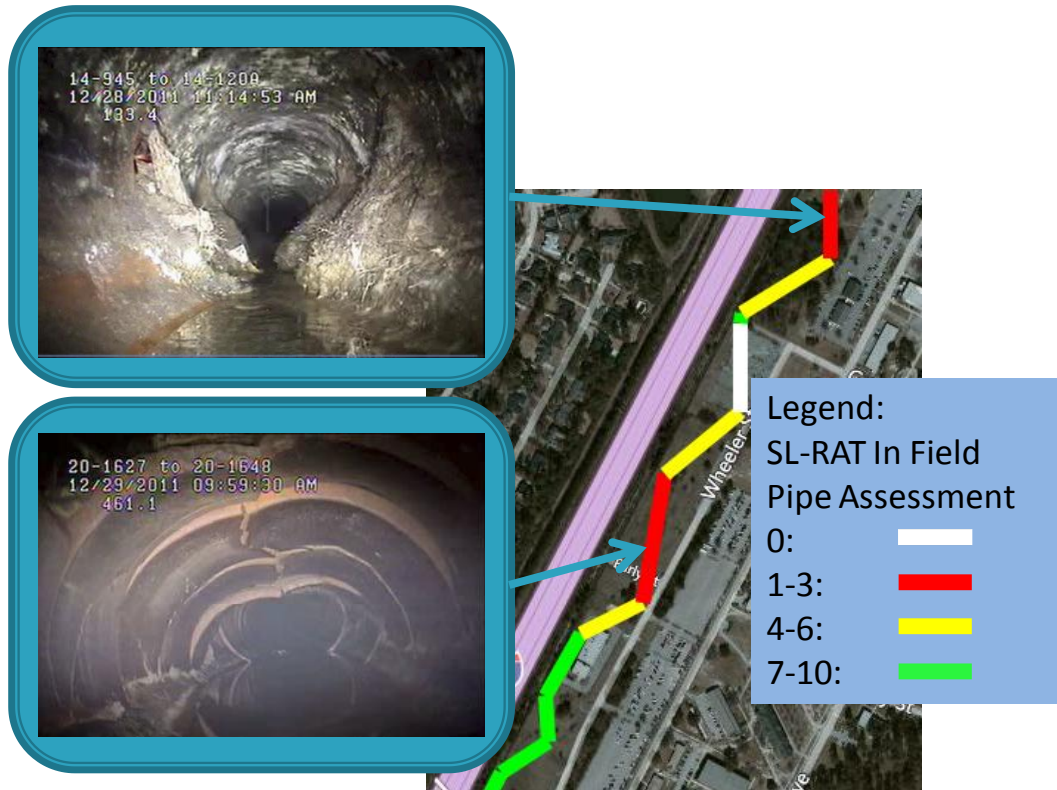 14-945 to 14-120A
12/28/2011 11:14:53 AM
133.4
20-1627 to 20-1648
12/29/2011 09:59:30 AM
461.1
Wheeler S
Legend:
SL-RAT In Field
Pipe Assessment
0:
1-3:
4-6:
7-10: